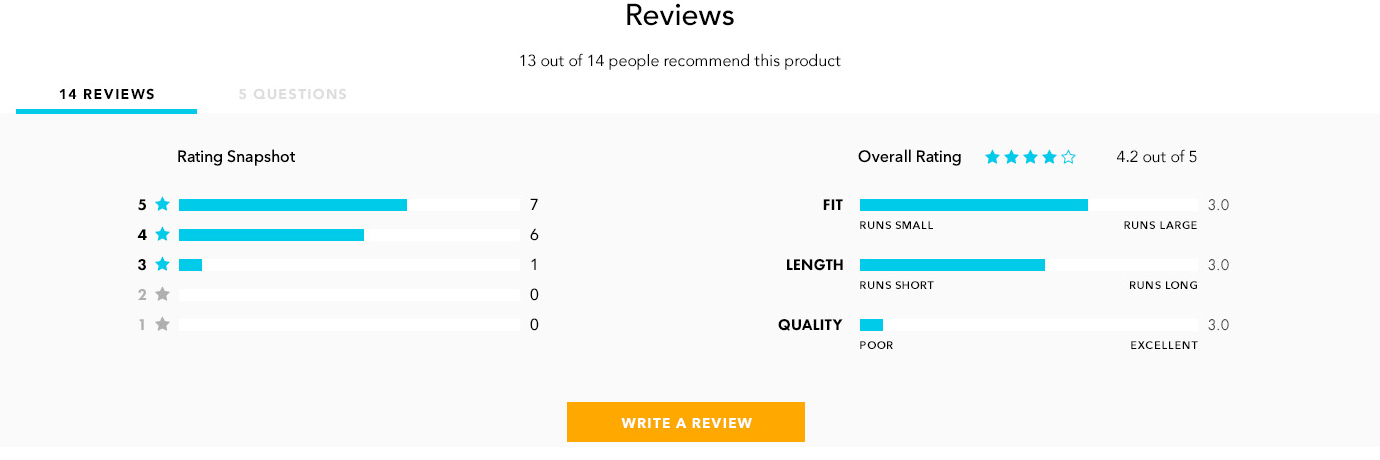 Reviews
13 out of 14 people recommend this product
14 REVIEWS 5 QUESTIONS
Rating Snapshot
5 7
4 6
3 1
2 0
1 0
Overall Rating 4.2 out of 5
FIT 3.0
RUNS SMALL RUNS LARGE
LENGTH 3.0
RUNS SHORT RUNS LONG
QUALITY 3.0
POOR EXCELLENT
WRITE A REVIEW